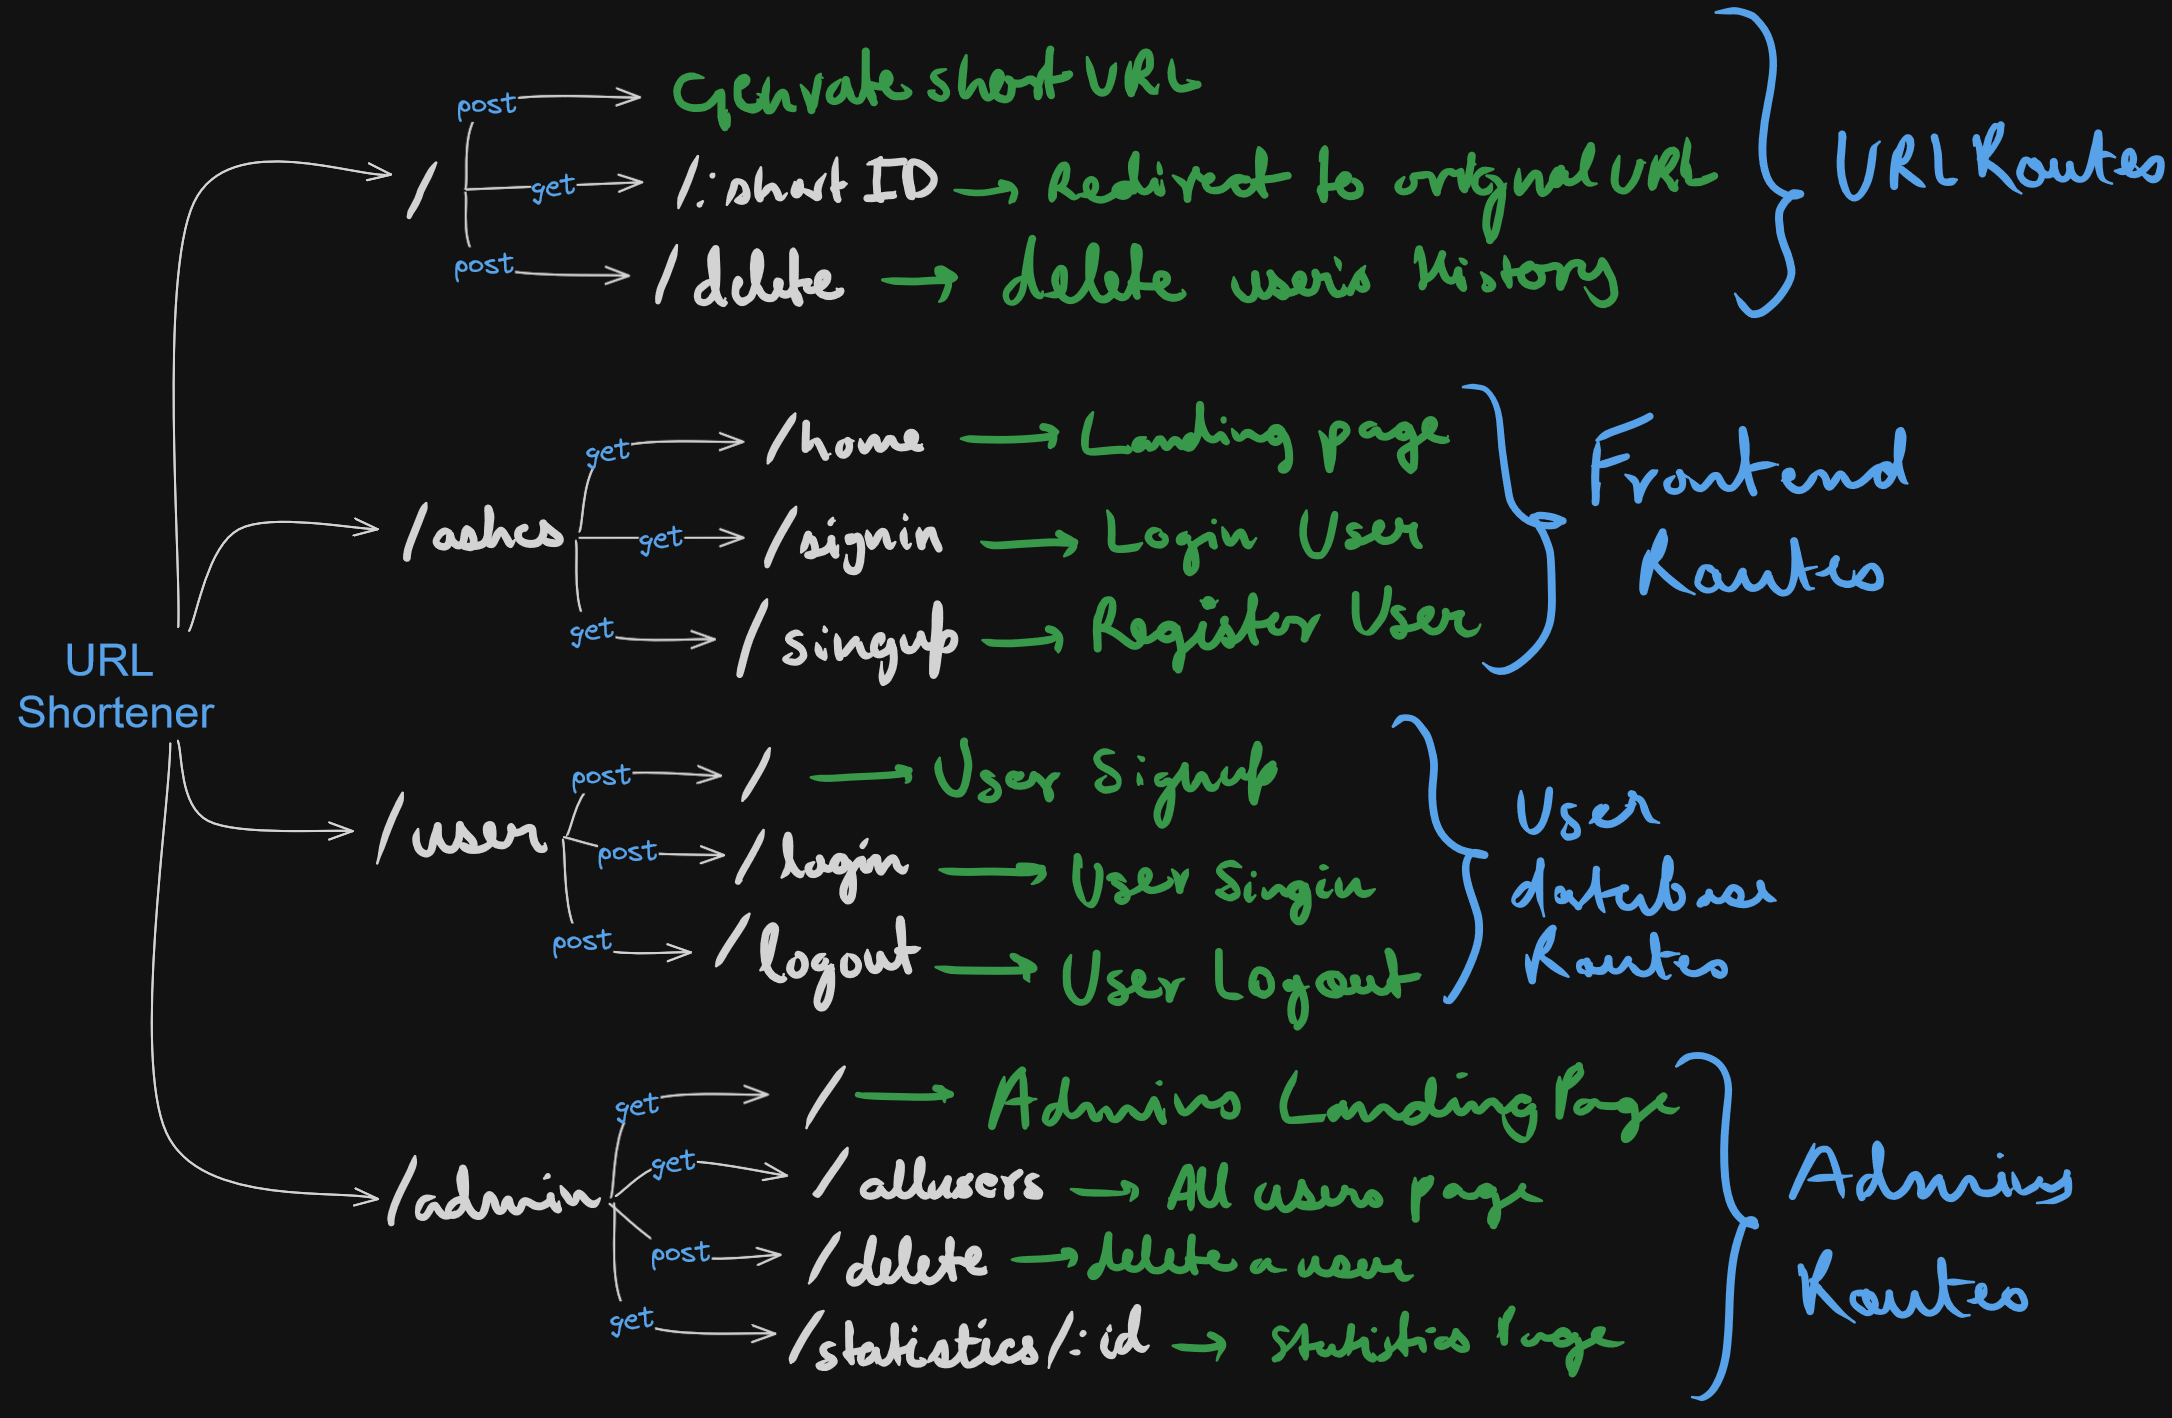 post Genrate short URL
/ get /:short ID Redirect to orignal URL URL Routes
post /delete delete user's History
get /home Landing page
/ashcs get /signin Login User Frontend Routes
get /singup Register User
URL
Shortener
post / User Signup
/user post /login User Singin User database Routes
post /logout User Logout
get / Admins Landing Page
/admin get /allusers All users page Admins Routes
post /delete delete a user
get /statistics/:id statistics Page